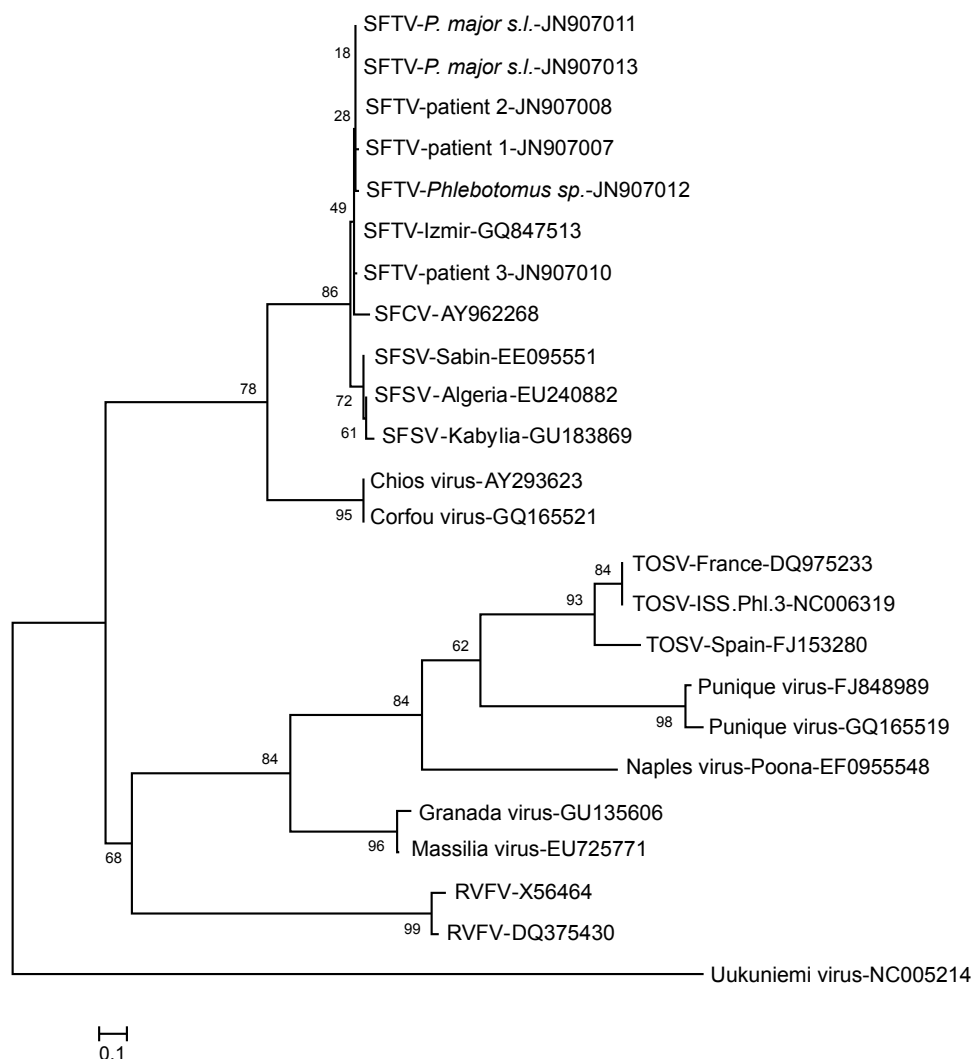 SFTV-P. major s.l.-JN907011
18
SFTV-P. major s.l.-JN907013
SFTV-patient 2-JN907008
28
SFTV-patient 1-JN907007
SFTV-Phlebotomus sp.-JN907012
49
SFTV-Izmir-GQ847513
SFTV-patient 3-JN907010
86
SFCV-AY962268
SFSV-Sabin-EE095551
78
SFSV-Algeria-EU240882
72
61
SFSV-Kabylia-GU183869
Chios virus-AY293623
95
Corfou virus-GQ165521
TOSV-France-DQ975233
84
TOSV-ISS.Phl.3-NC006319
93
TOSV-Spain-FJ153280
62
Punique virus-FJ848989
84
98
Punique virus-GQ165519
84
Naples virus-Poona-EF0955548
Granada virus-GU135606
96
Massilia virus-EU725771
68
RVFV-X56464
99
RVFV-DQ375430
Uukuniemi virus-NC005214
0.1